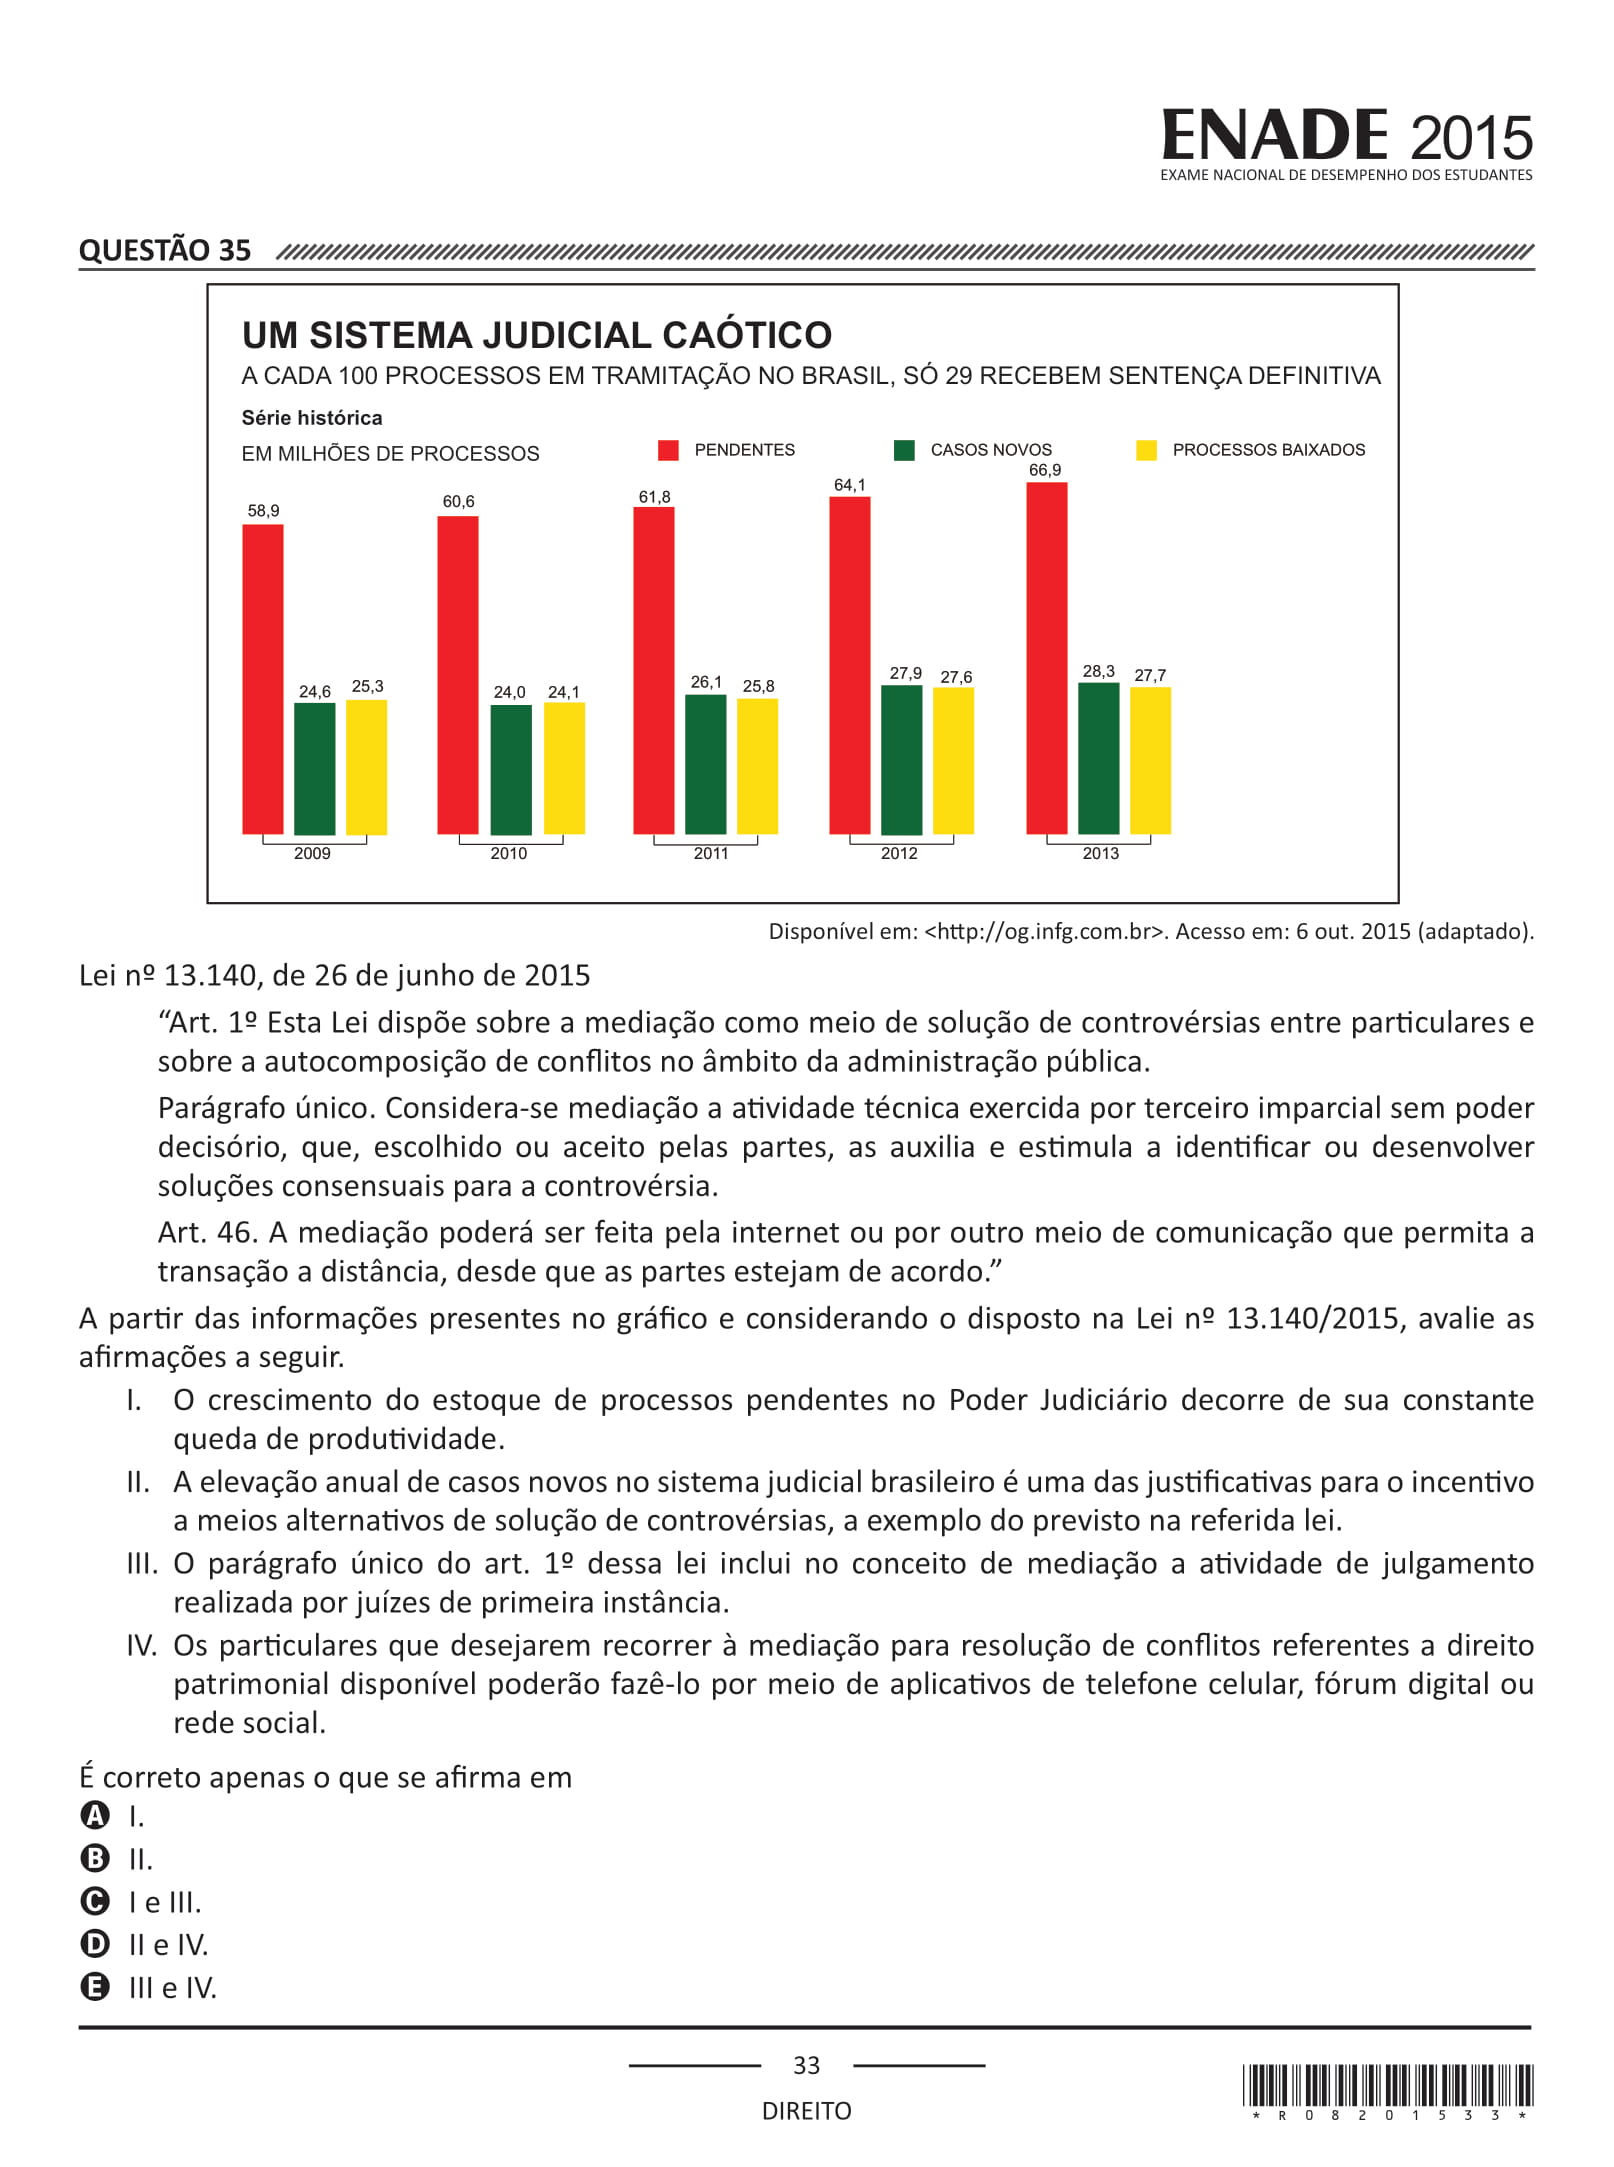 ENADE 2015
EXAME NACIONAL DE DESEMPENHO DOS ESTUDANTES
QUESTÃO 35
UM SISTEMA JUDICIAL CAÓTICO
A CADA 100 PROCESSOS EM TRAMITAÇÃO NO BRASIL, SÓ 29 RECEBEM SENTENÇA DEFINITIVA
Série histórica
EM MILHÕES DE PROCESSOS
PENDENTES
CASOS NOVOS
PROCESSOS BAIXADOS
58,9
24,6
25,3
2009
60,6
24,0
24,1
2010
61,8
26,1
25,8
2011
64,1
27,9
27,6
2012
66,9
28,3
27,7
2013
Disponível em: <http://og.infg.com.br>. Acesso em: 6 out. 2015 (adaptado).
Lei nº 13.140, de 26 de junho de 2015
“Art. 1º Esta Lei dispõe sobre a mediação como meio de solução de controvérsias entre particulares e
sobre a autocomposição de conflitos no âmbito da administração pública.
Parágrafo único. Considera-se mediação a atividade técnica exercida por terceiro imparcial sem poder
decisório, que, escolhido ou aceito pelas partes, as auxilia e estimula a identificar ou desenvolver
soluções consensuais para a controvérsia.
Art. 46. A mediação poderá ser feita pela internet ou por outro meio de comunicação que permita a
transação a distância, desde que as partes estejam de acordo.”
A partir das informações presentes no gráfico e considerando o disposto na Lei nº 13.140/2015, avalie as
afirmações a seguir.
I. O crescimento do estoque de processos pendentes no Poder Judiciário decorre de sua constante
queda de produtividade.
II. A elevação anual de casos novos no sistema judicial brasileiro é uma das justificativas para o incentivo
a meios alternativos de solução de controvérsias, a exemplo do previsto na referida lei.
III. O parágrafo único do art. 1º dessa lei inclui no conceito de mediação a atividade de julgamento
realizada por juízes de primeira instância.
IV. Os particulares que desejarem recorrer à mediação para resolução de conflitos referentes a direito
patrimonial disponível poderão fazê-lo por meio de aplicativos de telefone celular, fórum digital ou
rede social.
É correto apenas o que se afirma em
A I.
B II.
C I e III.
D II e IV.
E III e IV.
33
DIREITO
*R08201533*